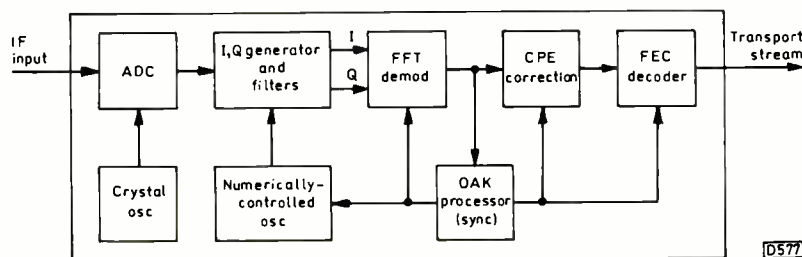 IF
input
ADC
I,Q generator
and
filters
I
Q
FFT
demod
CPE
correction
FEC
decoder
Transport
stream
Crystal
osc
Numerically-
controlled
osc
OAK
processor
(sync)
D577